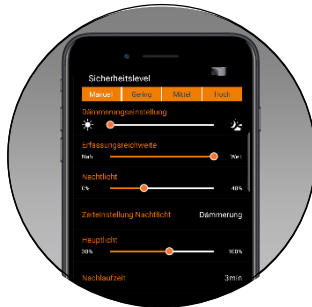 Sicherheitslevel
Manuel Gering Mittel Hoch
Dämmerungseinstellung
Erfassungsreichweite
Nah Weit
Nachtlicht
0% 40%
Zeiteinstellung Nachtlicht Dämmerung
Hauptlicht
30% 100%
Nachlaufzeit 3min